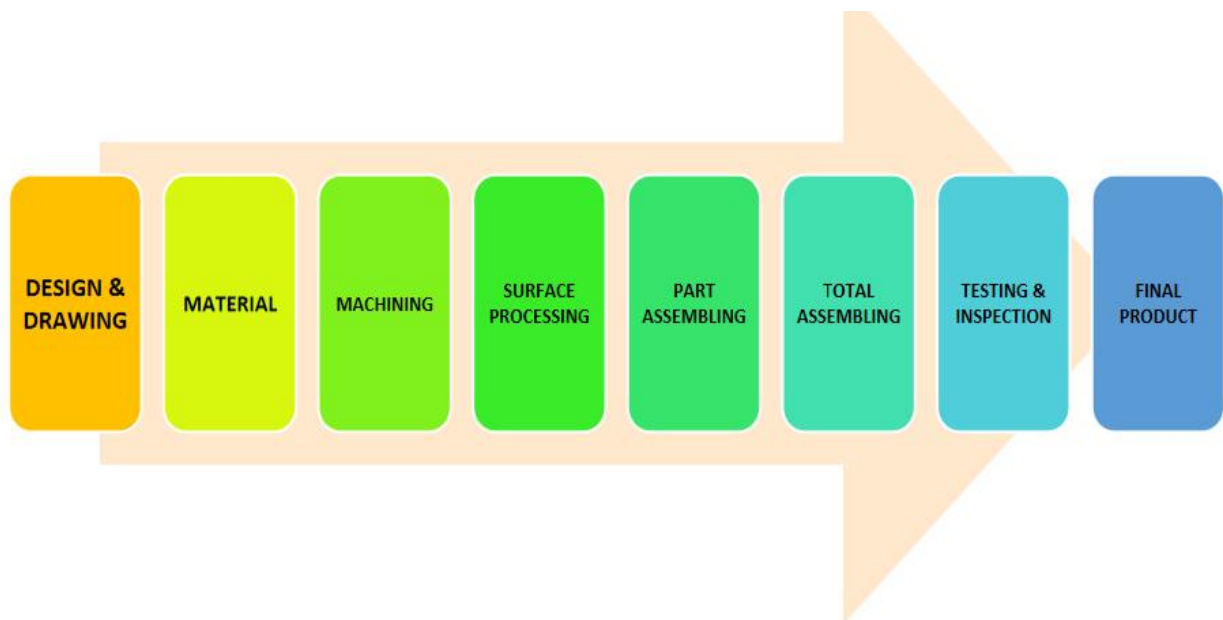 DESIGN &
DRAWING
MATERIAL
MACHINING
SURFACE
PROCESSING
PART
ASSEMBLING
TOTAL
ASSEMBLING
TESTING &
INSPECTION
FINAL
PRODUCT